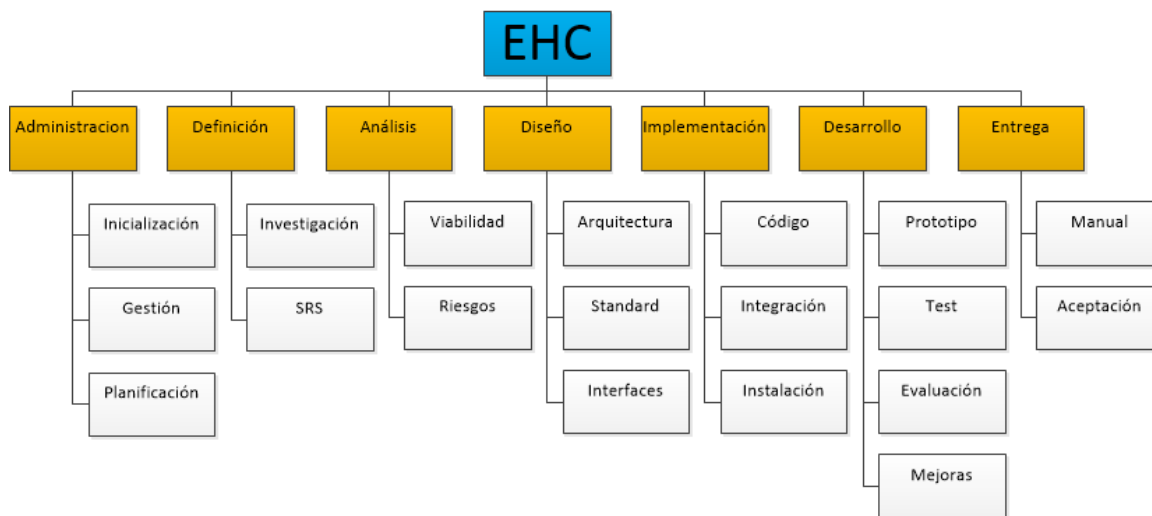 EHC
Administracion
Definición
Análisis
Diseño
Implementación
Desarrollo
Entrega
Inicialización
Gestión
Planificación
Investigación
SRS
Viabilidad
Riesgos
Arquitectura
Standard
Interfaces
Código
Integración
Instalación
Prototipo
Test
Evaluación
Mejoras
Manual
Aceptación